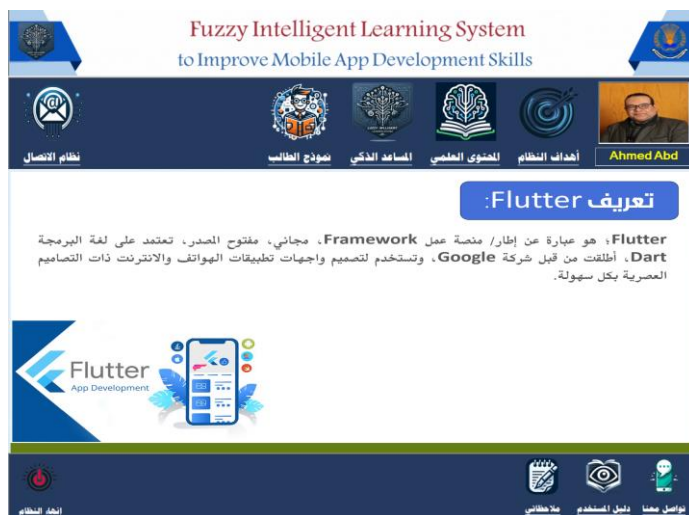 Fuzzy Intelligent Learning System
to Improve Mobile App Development Skills
Ahmed Abd
أهداف النظام
المحتوى العلمي
المساعد الذكي
نموذج الطالب
نظام الاتصال
تعريف Flutter:
Flutter؛ هو عبارة عن إطار/ منصة عمل Framework، مجاني، مفتوح المصدر، تعتمد على لغة البرمجة
Dart، أطلقت من قبل شركة Google، وتستخدم لتصميم واجهات تطبيقات الهواتف والانترنت ذات التصاميم
العصرية بكل سهولة.
Flutter
App Development
تواصل معنا
دليل المستخدم
ملاحظاتي
إنهاء النظام